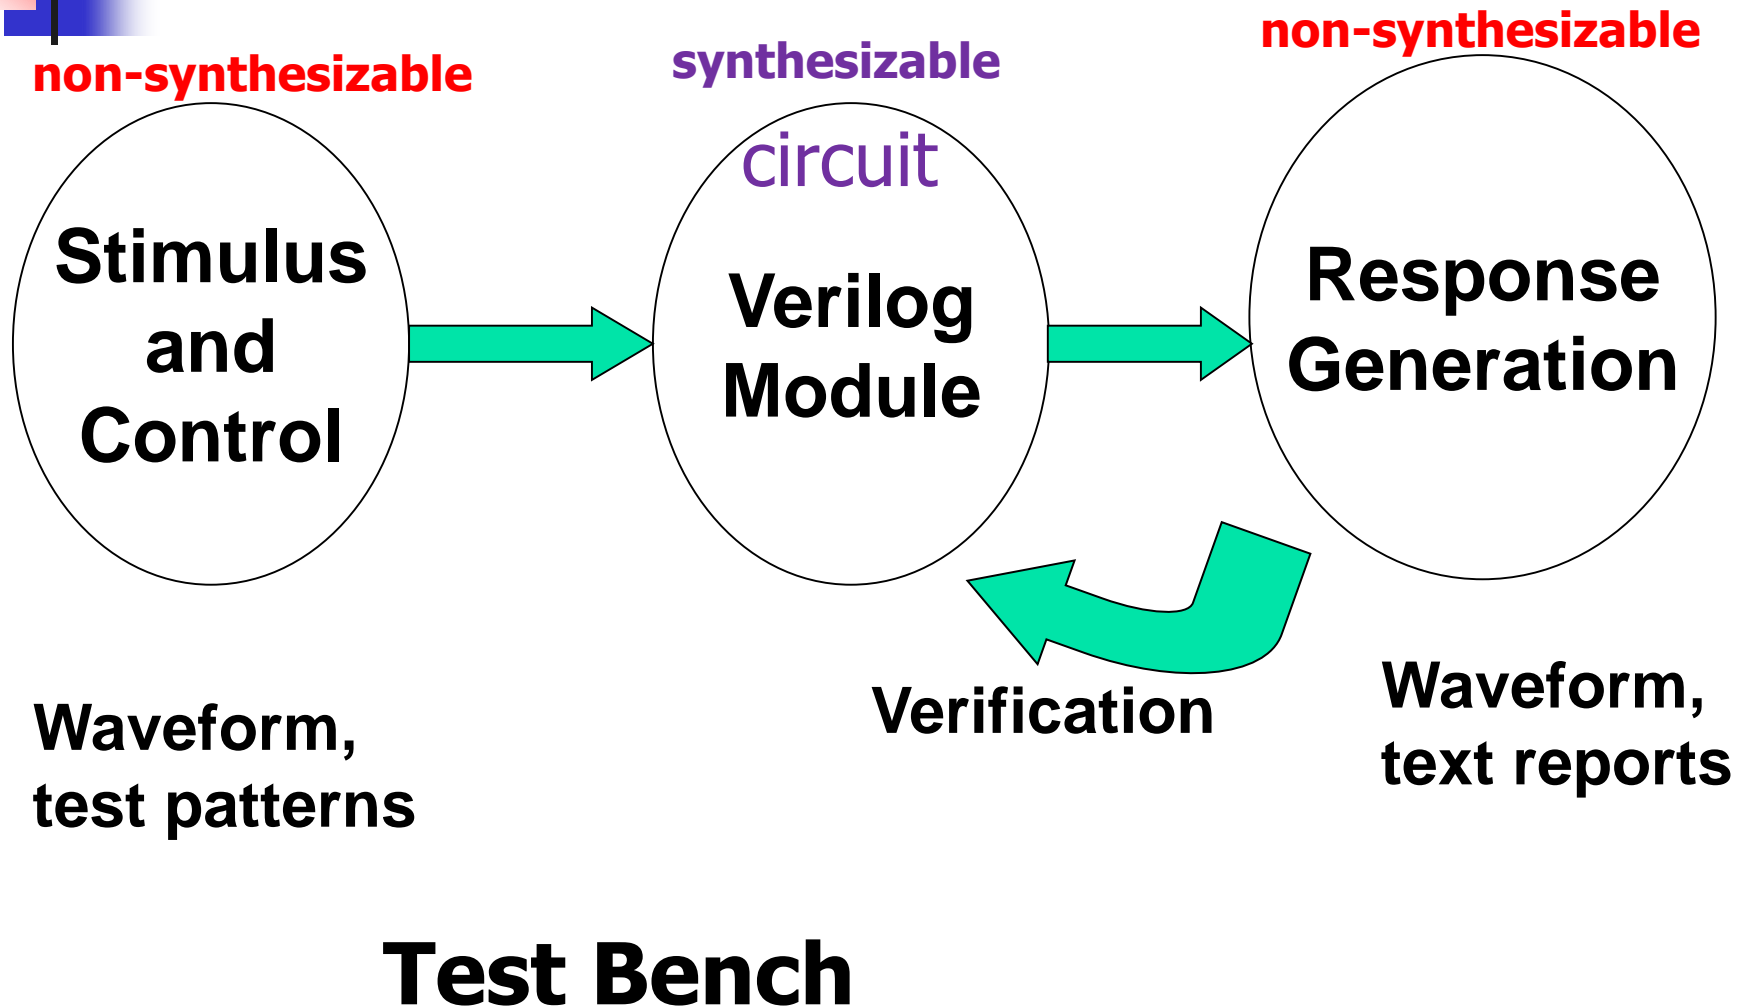 non-synthesizable
Stimulus
and
Control
Waveform,
test patterns
synthesizable
circuit
Verilog
Module
Verification
non-synthesizable
Response
Generation
Waveform,
text reports
Test Bench